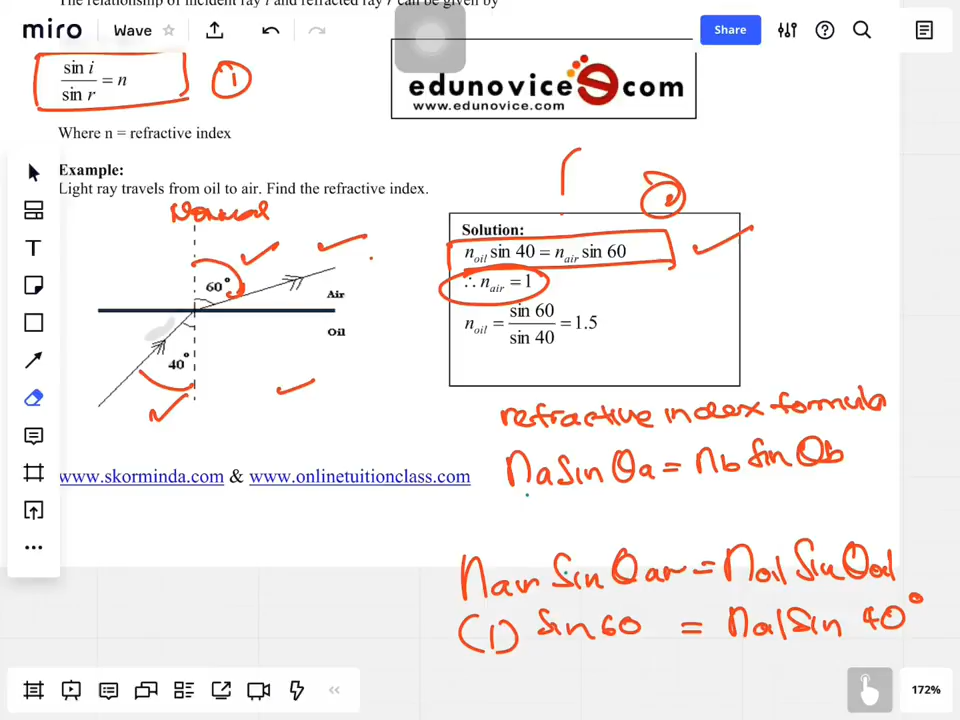 The relationship of incident ray i and refracted ray r can be given by
miro
Wave
Share
sin i / sin r = n
①
edunovice e com
www.edunovice.com
Where n = refractive index
Example:
Light ray travels from oil to air. Find the refractive index.
Normal
②
60°
Air
Oil
40°
Solution:
n oil sin 40 = n air sin 60
∴ n air = 1
n oil = sin 60 / sin 40 = 1.5
T
refractive index formula
na sin θa = nb sin θb
www.skorminda.com & www.onlinetuitionclass.com
nair sin θair = noil sin θoil
(1) sin 60 = noil sin 40°
172%